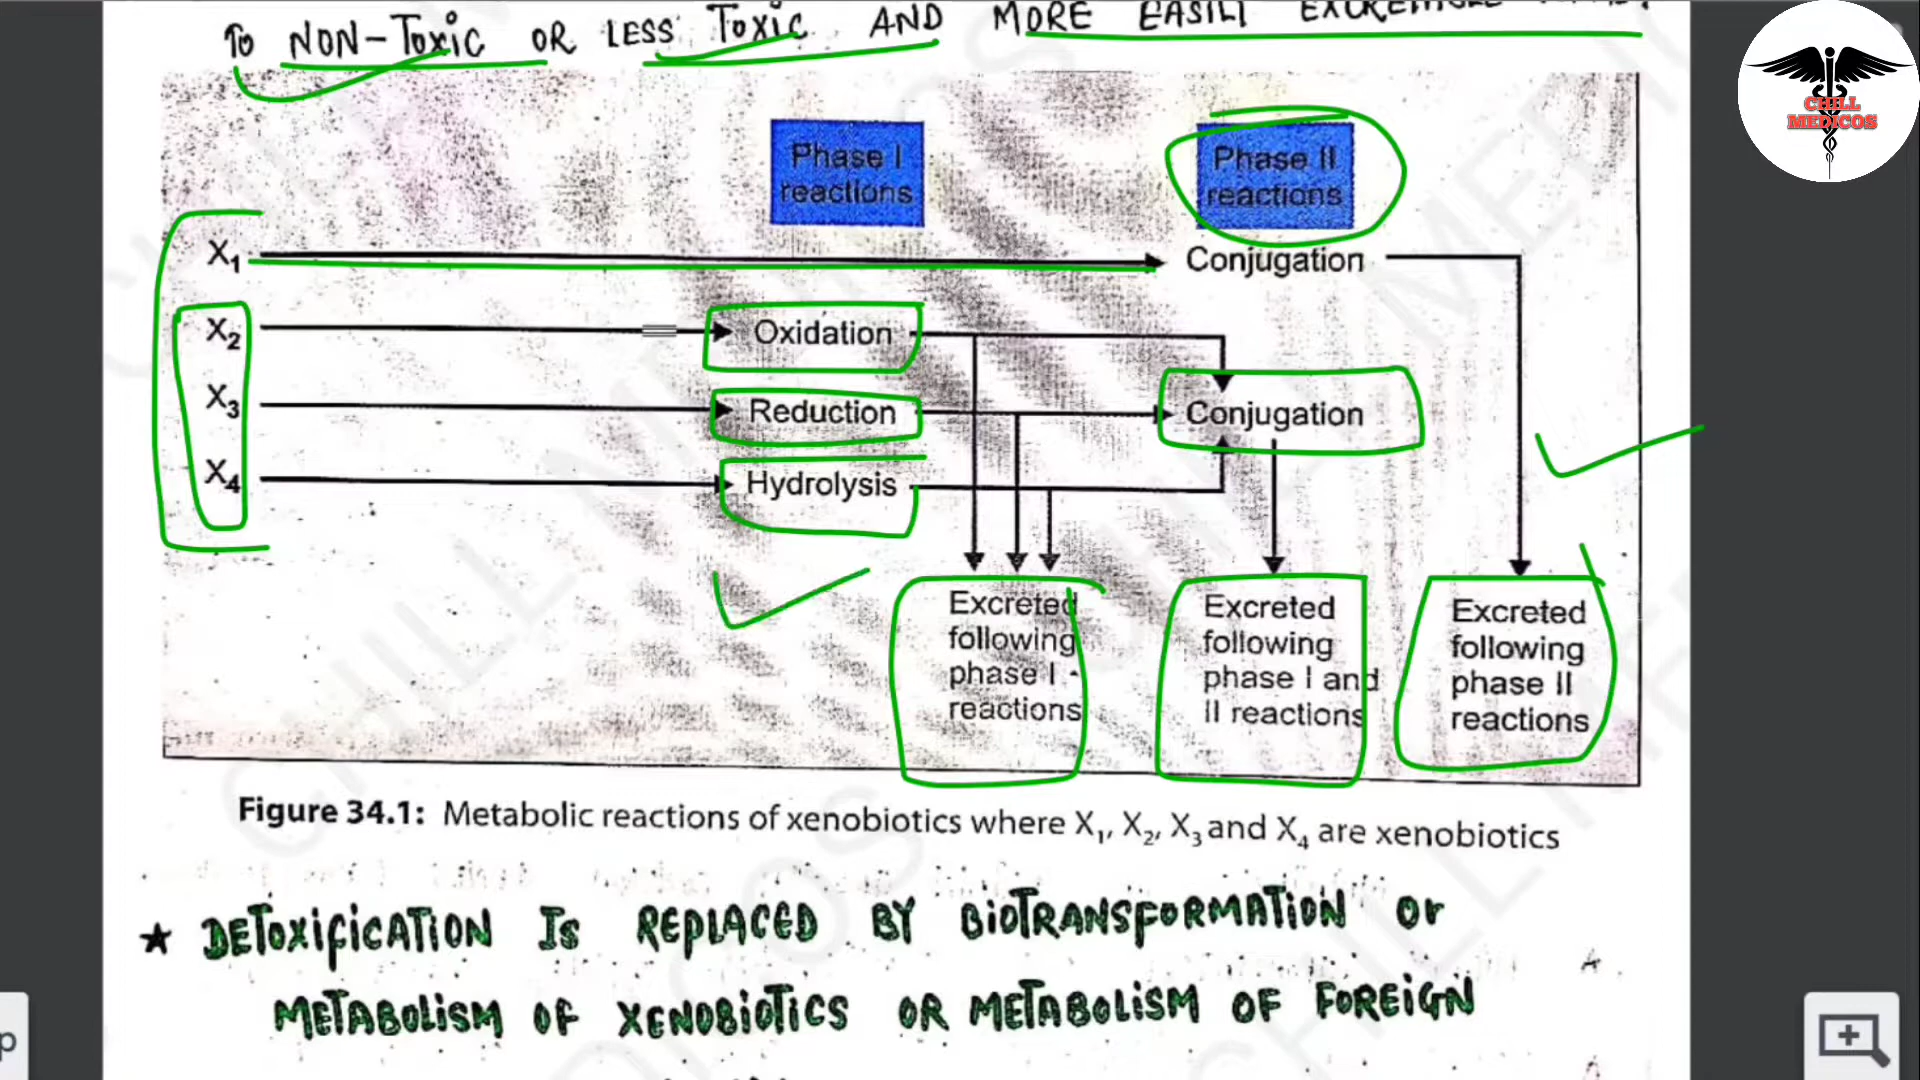 To NON-Toxic OR LESS Toxic AND MORE EASILY
CHILL
MEDICOS
Phase I
reactions
Phase II
reactions
X₁
Conjugation
X₂
Oxidation
X₃
Reduction
Conjugation
X₄
Hydrolysis
Excreted
following
phase I
reactions
Excreted
following
phase I and
II reactions
Excreted
following
phase II
reactions
Figure 34.1: Metabolic reactions of xenobiotics where X₁, X₂, X₃ and X₄ are xenobiotics
★ DEToxificATION Is REPLACED BY BIOTRANSFORMATION Or
METABOLISM OF XENOBIOTICS OR METABOLISM OF FOREIGN
p